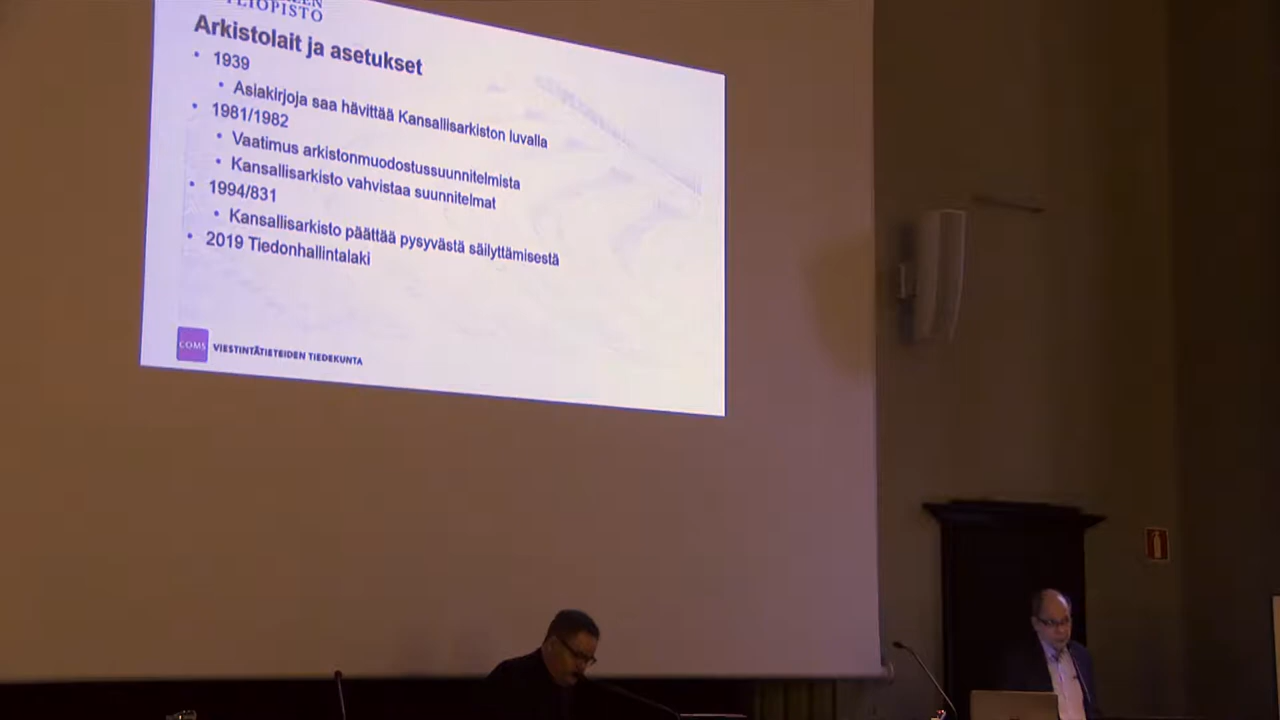 YLIOPISTO
Arkistolait ja asetukset
• 1939
• Asiakirjoja saa hävittää Kansallisarkiston luvalla
• 1981/1982
• Vaatimus arkistonmuodostussuunnitelmista
• Kansallisarkisto vahvistaa suunnitelmat
• 1994/831
• Kansallisarkisto päättää pysyvästä säilyttämisestä
• 2019 Tiedonhallintalaki
COMS VIESTINTÄTIETEIDEN TIEDEKUNTA